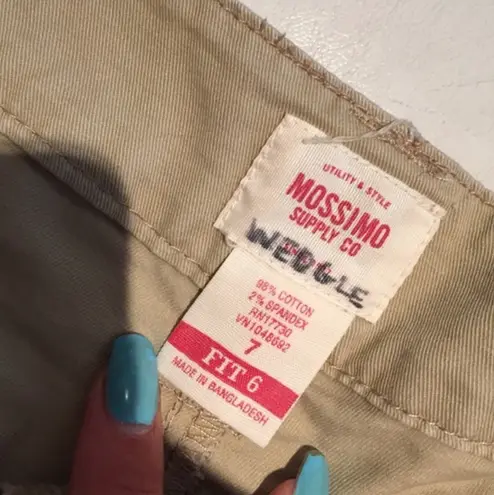 UTILITY & STYLE
MOSSIMO
SUPPLY CO
WEDGLE
98% COTTON
2% SPANDEX
RN17730
VN1048692
7
FIT 6
MADE IN BANGLADESH